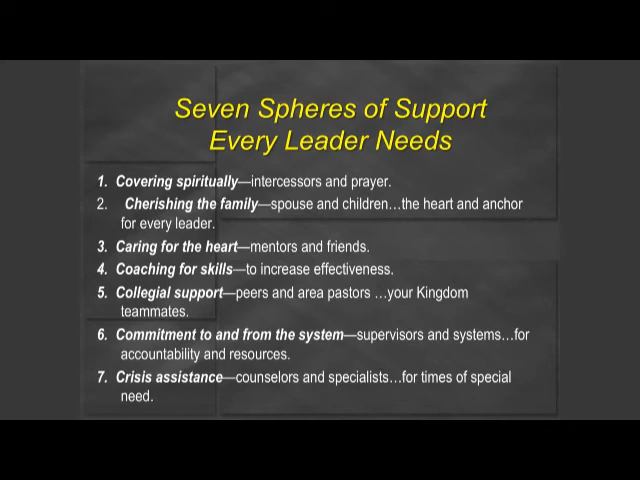 Seven Spheres of Support
Every Leader Needs
1. Covering spiritually—intercessors and prayer.
2. Cherishing the family—spouse and children…the heart and anchor
for every leader.
3. Caring for the heart—mentors and friends.
4. Coaching for skills—to increase effectiveness.
5. Collegial support—peers and area pastors …your Kingdom
teammates.
6. Commitment to and from the system—supervisors and systems…for
accountability and resources.
7. Crisis assistance—counselors and specialists…for times of special
need.